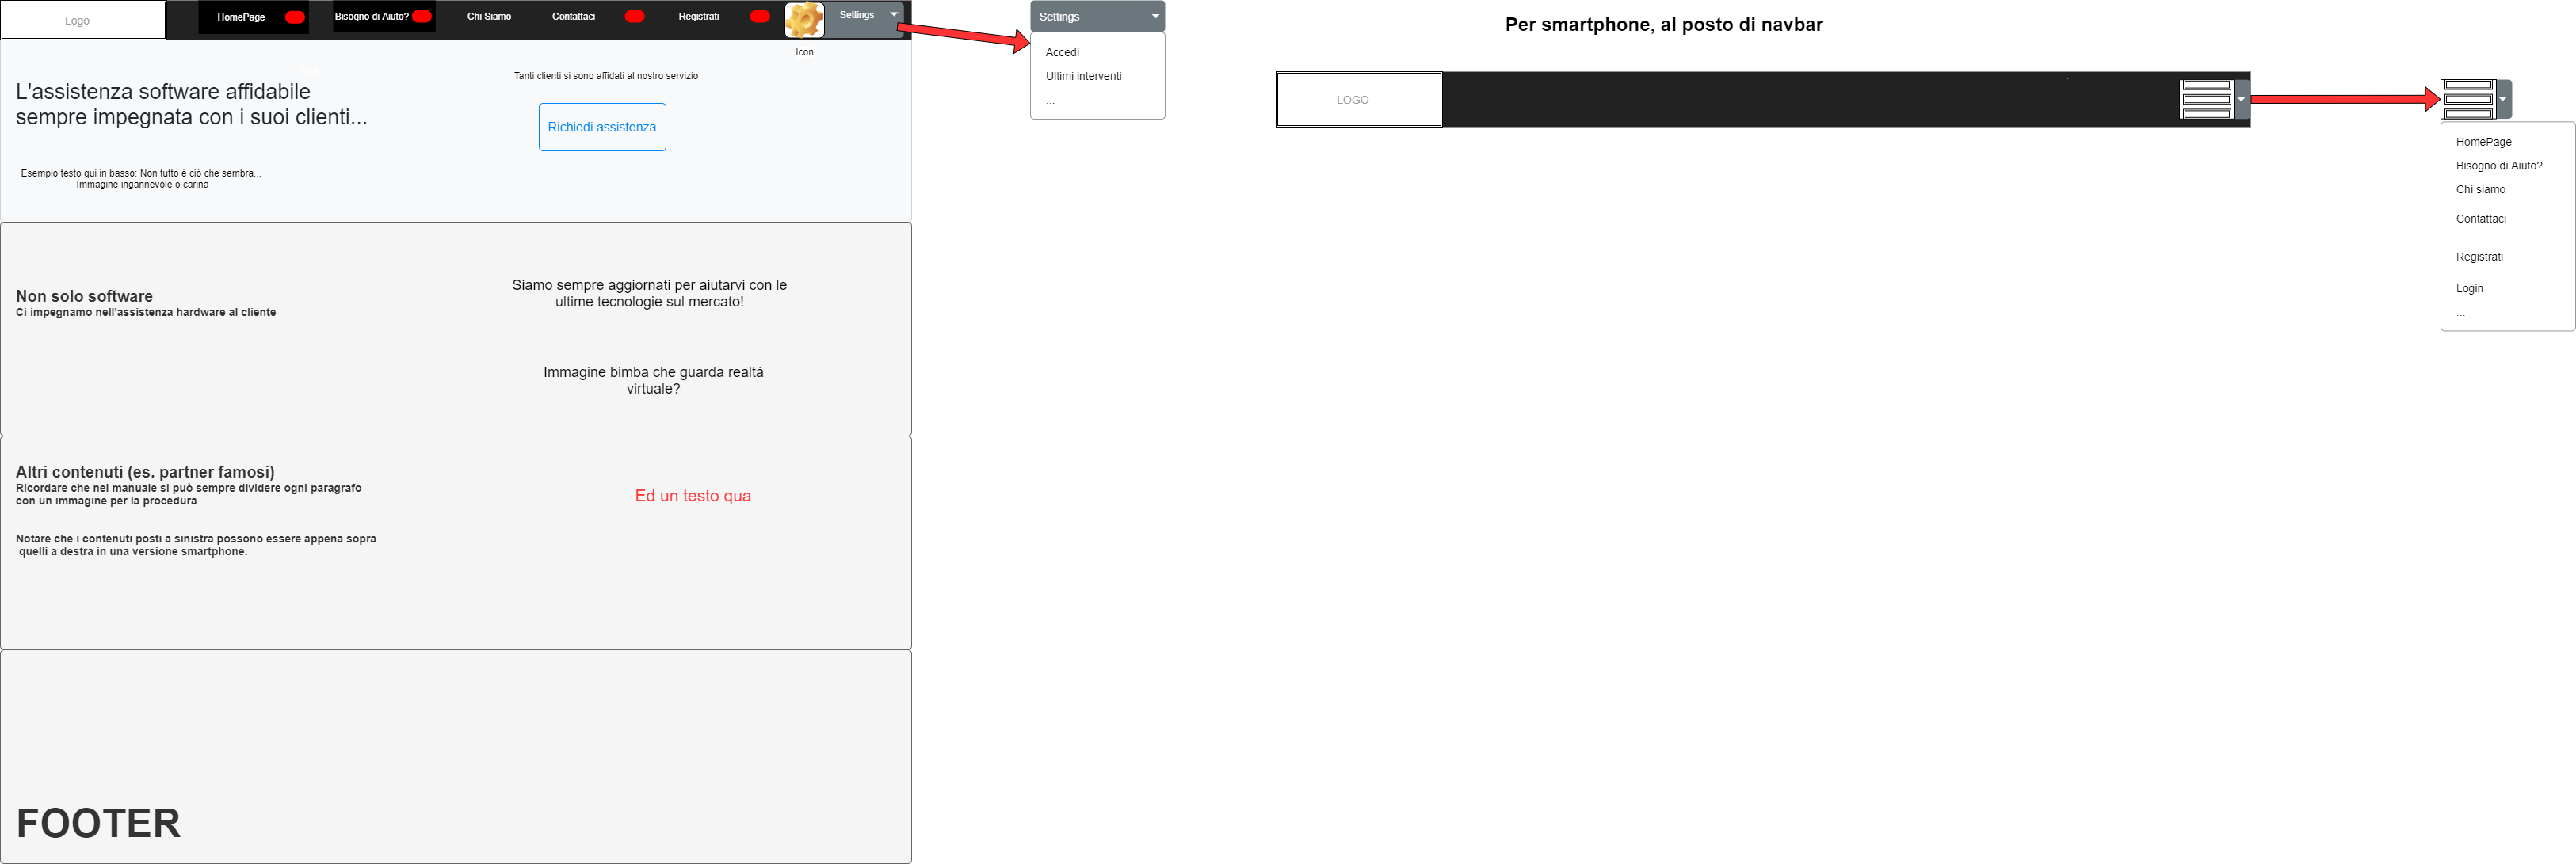 Logo
HomePage
Bisogno di Aiuto?
Chi Siamo
Contattaci
Registrati
Settings
Icon
L'assistenza software affidabile
sempre impegnata con i suoi clienti...
Tanti clienti si sono affidati al nostro servizio
Richiedi assistenza
Esempio testo qui in basso: Non tutto è ciò che sembra...
Immagine ingannevole o carina
Non solo software
Ci impegnamo nell'assistenza hardware al cliente
Siamo sempre aggiornati per aiutarvi con le
ultime tecnologie sul mercato!
Immagine bimba che guarda realtà
virtuale?
Altri contenuti (es. partner famosi)
Ricordare che nel manuale si può sempre dividere ogni paragrafo
con un immagine per la procedura
Ed un testo qua
Notare che i contenuti posti a sinistra possono essere appena sopra
quelli a destra in una versione smartphone.
FOOTER
Settings
Accedi
Ultimi interventi
...
Per smartphone, al posto di navbar
LOGO
HomePage
Bisogno di Aiuto?
Chi siamo
Contattaci
Registrati
Login
...